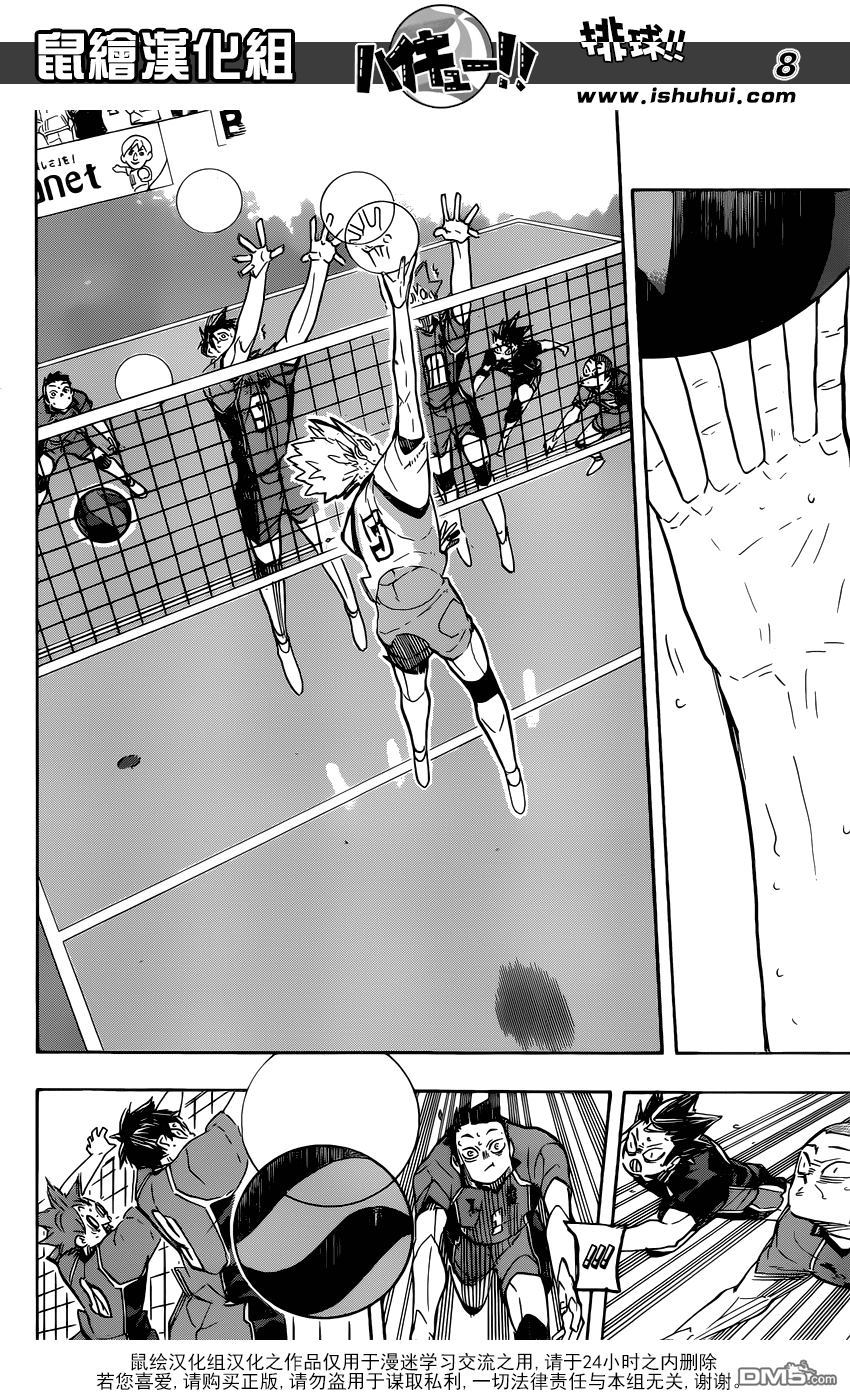 鼠繪漢化組
ハイキュー!!
排球!!
8
www.ishuhui.com
B
net
5
1
!!!
鼠绘汉化组汉化之作品仅用于漫迷学习交流之用, 请于24小时之内删除
若您喜爱, 请购买正版, 请勿盗用于谋取私利, 一切法律责任与本组无关, 谢谢。
DM5.com